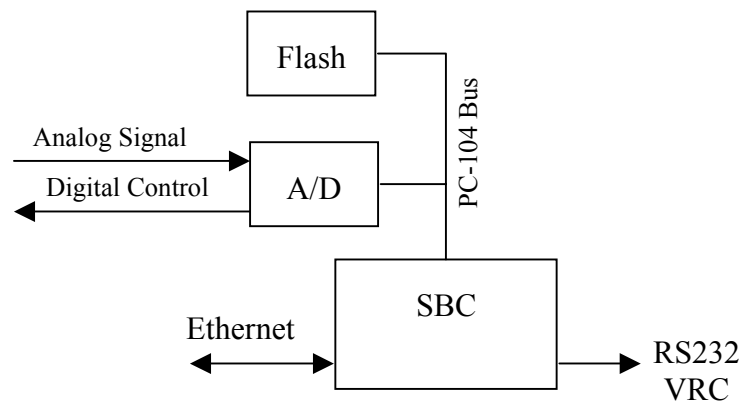 Flash
Analog Signal
Digital Control
A/D
PC-104 Bus
SBC
Ethernet
RS232
VRC